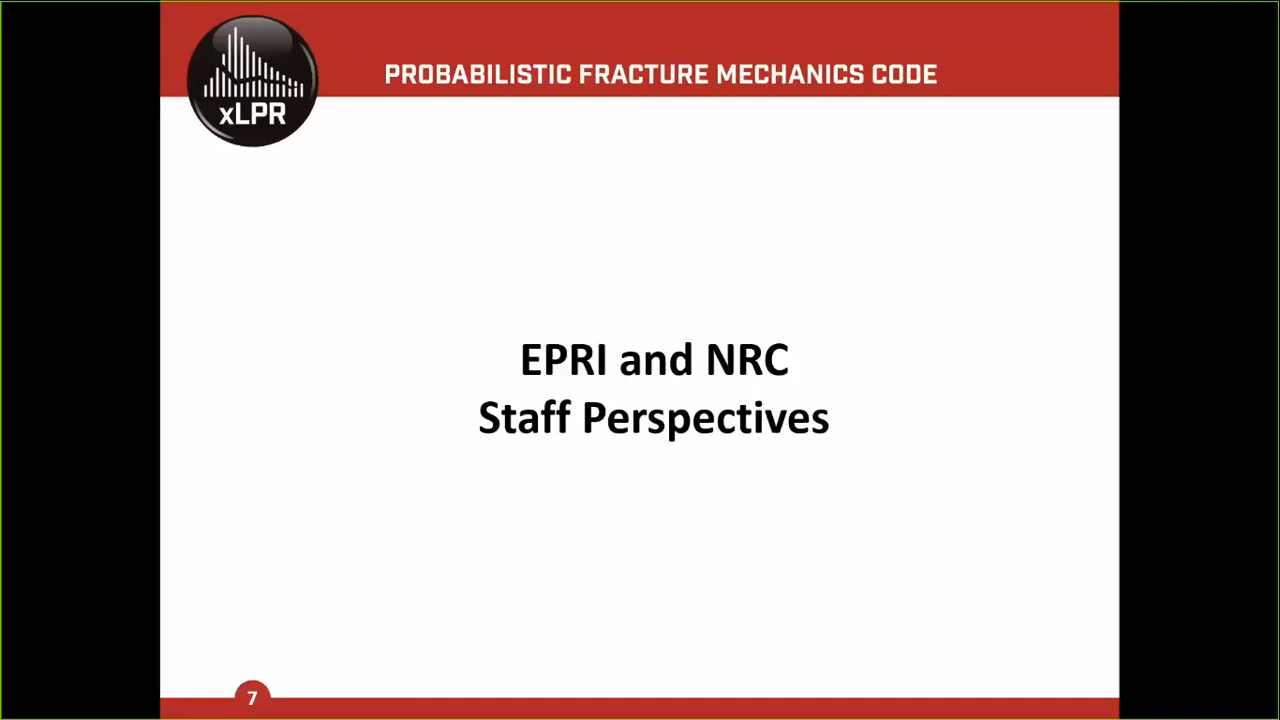 xLPR
PROBABILISTIC FRACTURE MECHANICS CODE
EPRI and NRC
Staff Perspectives
7